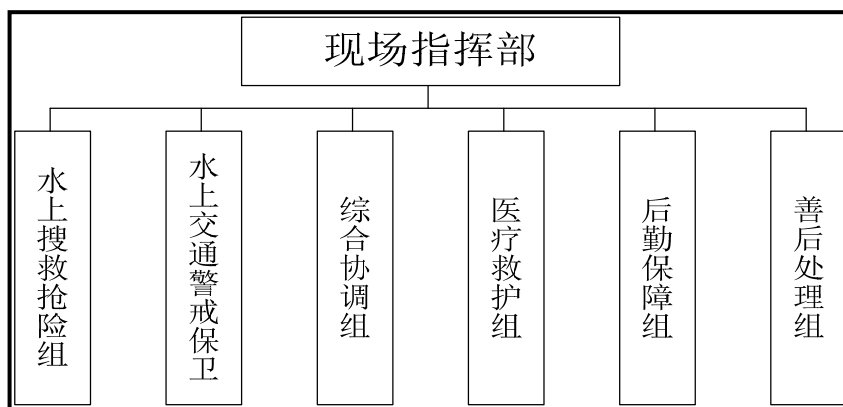 现场指挥部
水上搜救抢险组
水上交通警戒保卫
综合协调组
医疗救护组
后勤保障组
善后处理组